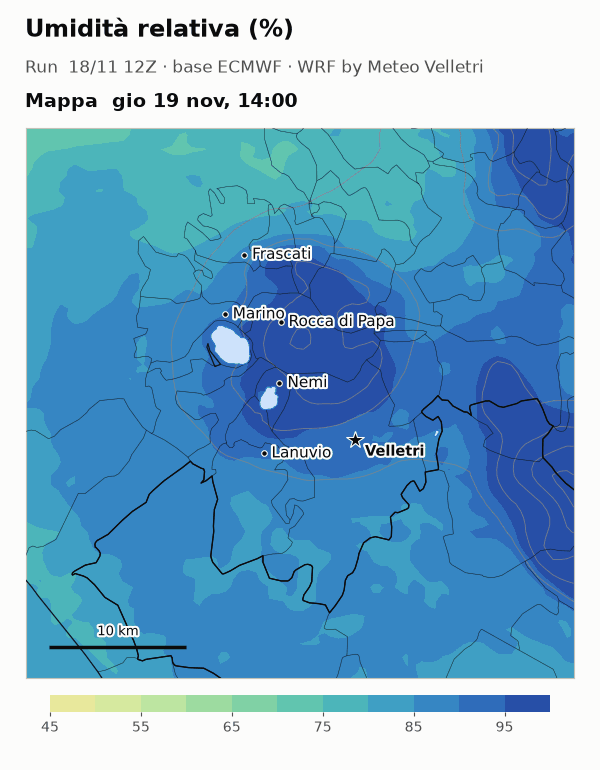 Umidità relativa (%)
Run  18/11 12Z · base ECMWF · WRF by Meteo Velletri
Mappa  gio 19 nov, 14:00
Frascati
Marino
Rocca di Papa
Nemi
Velletri
Lanuvio
10 km
45 55 65 75 85 95